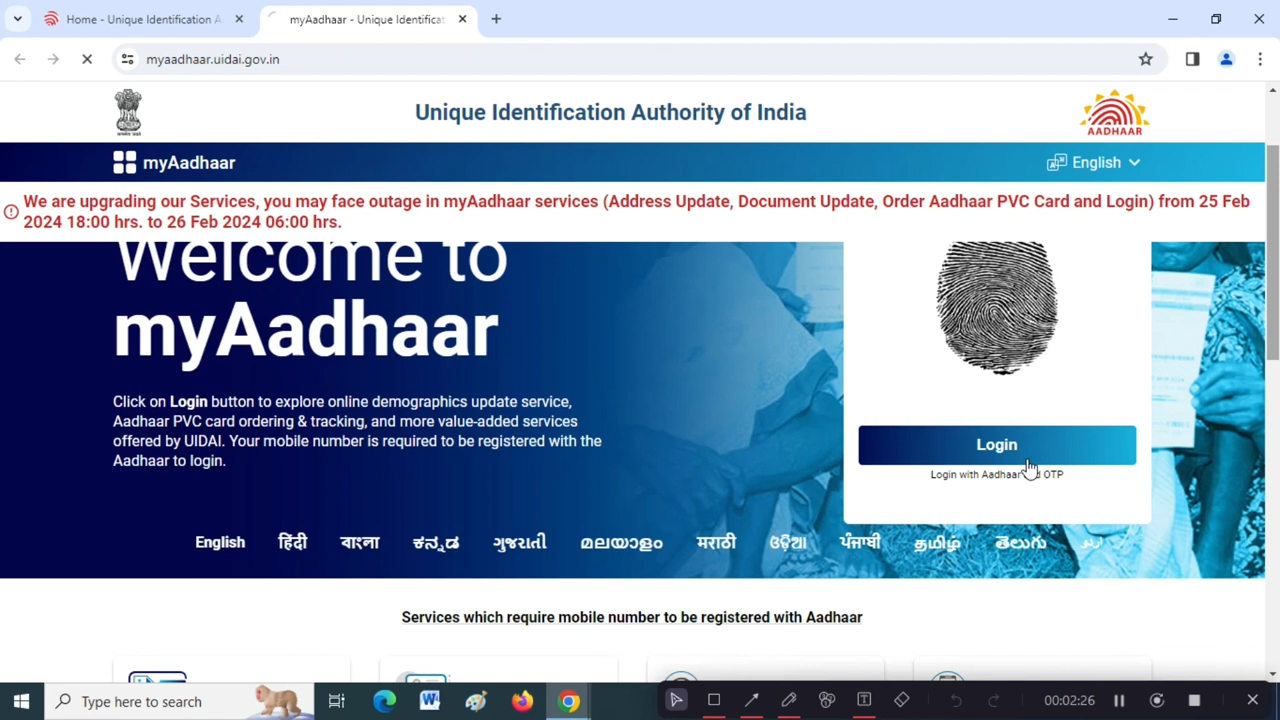 Home - Unique Identification A
myAadhaar - Unique Identificat
myaadhaar.uidai.gov.in
Unique Identification Authority of India
AADHAAR
myAadhaar
English
We are upgrading our Services, you may face outage in myAadhaar services (Address Update, Document Update, Order Aadhaar PVC Card and Login) from 25 Feb
2024 18:00 hrs. to 26 Feb 2024 06:00 hrs.
Welcome to
myAadhaar
Click on Login button to explore online demographics update service,
Aadhaar PVC card ordering & tracking, and more value-added services
offered by UIDAI. Your mobile number is required to be registered with the
Aadhaar to login.
Login
Login with Aadhaar OTP
English हिंदी বাংলা ಕನ್ನಡ ગુજરાતી മലയാളം मराठी ଓଡ଼ିଆ ਪੰਜਾਬੀ தமிழ் తెలుగు اردو
Services which require mobile number to be registered with Aadhaar
Type here to search
00:02:26